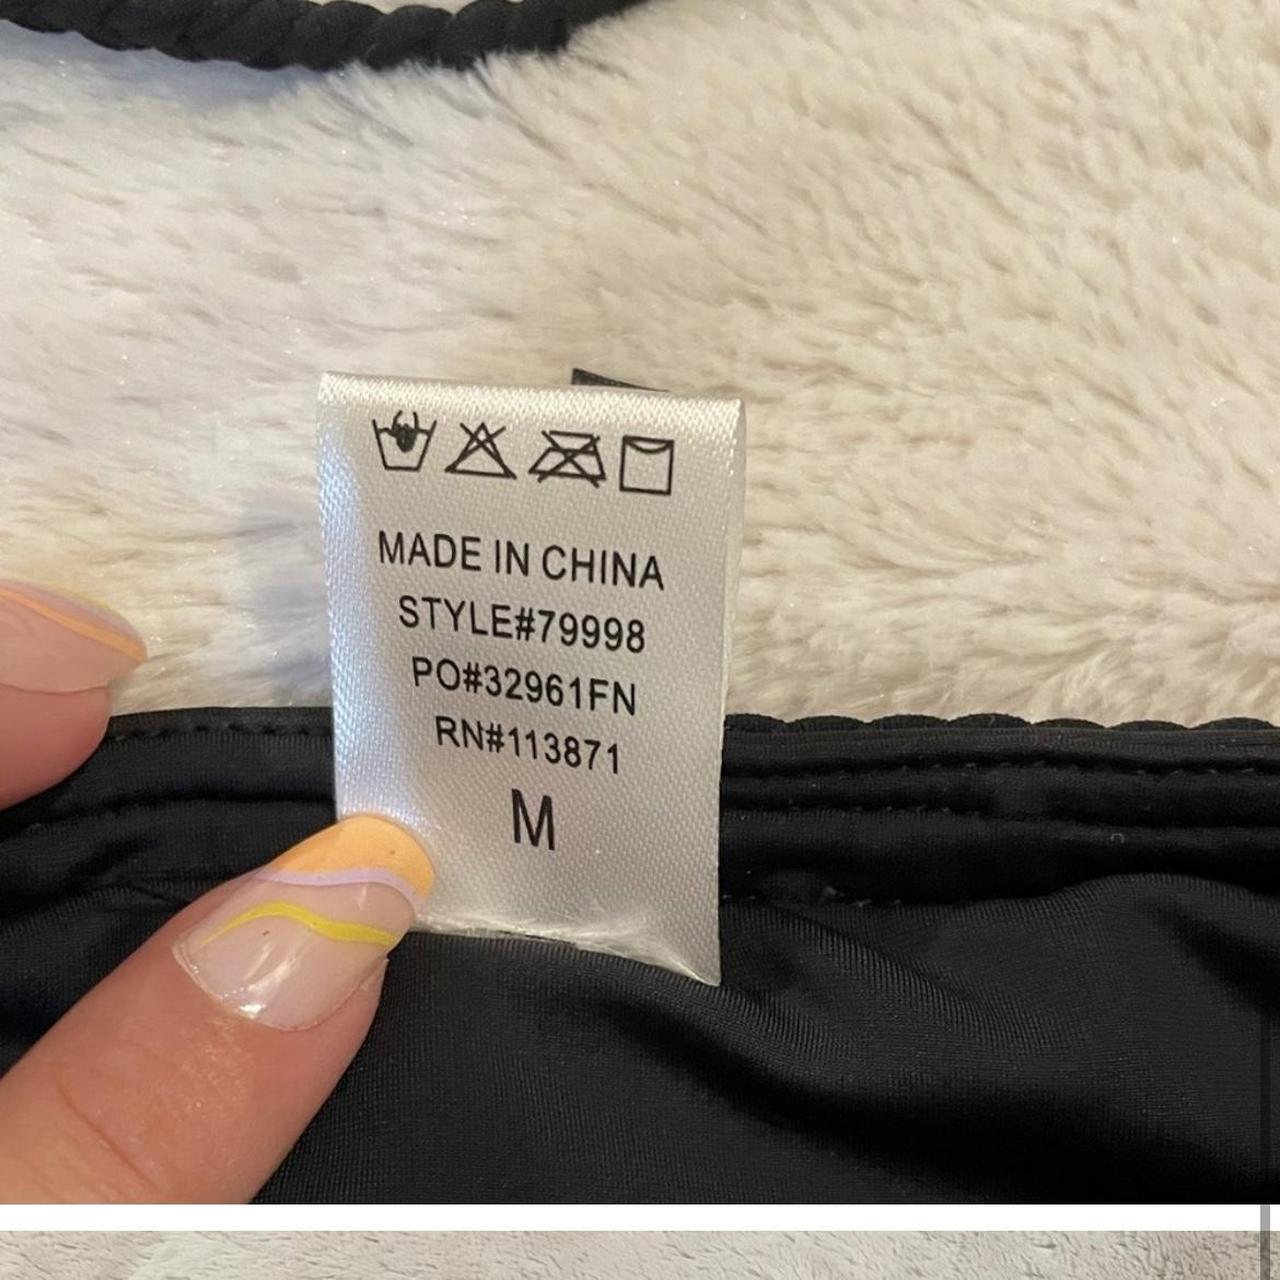 MADE IN CHINA
STYLE#79998
PO#32961FN
RN#113871
M